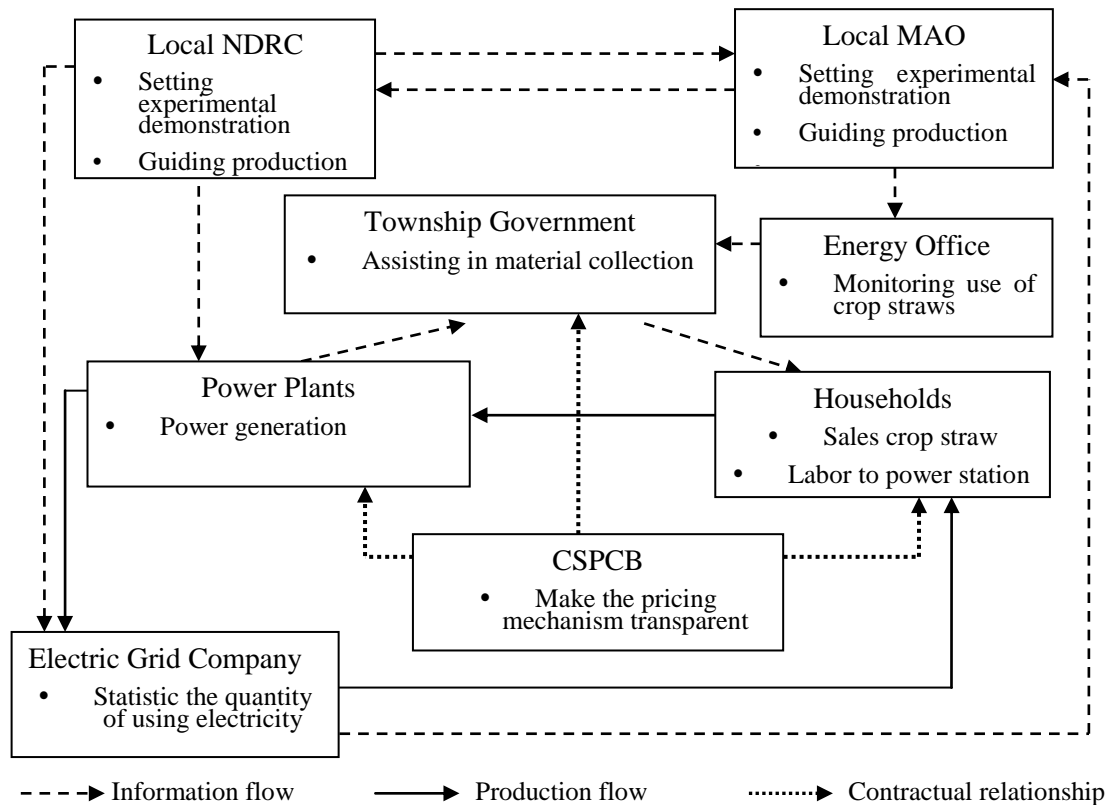 Local NDRC
• Setting
experimental
demonstration
• Guiding production
Local MAO
• Setting experimental
demonstration
• Guiding production
•
Township Government
• Assisting in material collection
Energy Office
• Monitoring use of
crop straws
Power Plants
• Power generation
Households
• Sales crop straw
• Labor to power station
CSPCB
• Make the pricing
mechanism transparent
Electric Grid Company
• Statistic the quantity
of using electricity
Information flow
Production flow
Contractual relationship